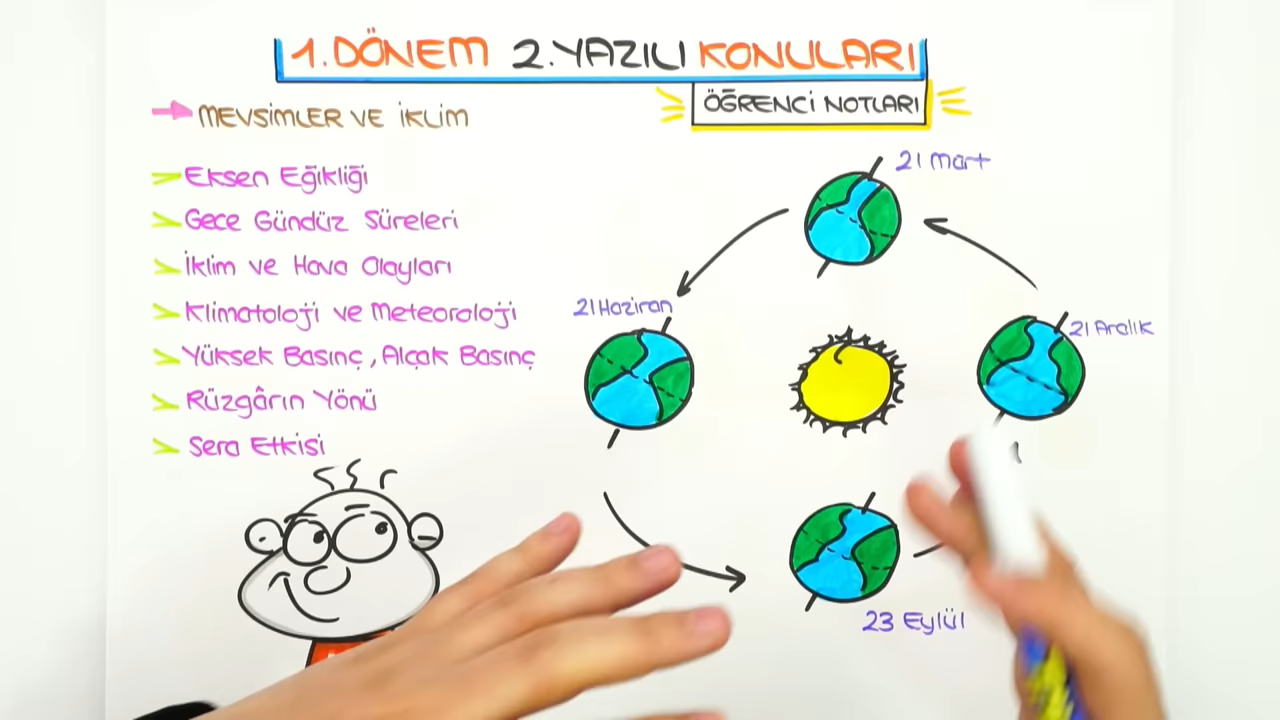 1. DÖNEM 2. YAZILI KONULARI
ÖĞRENCİ NOTLARI
MEVSİMLER VE İKLİM
Eksen Eğikliği
Gece Gündüz Süreleri
İklim ve Hava Olayları
Klimatoloji ve Meteoroloji
Yüksek Basınç, Alçak Basınç
Rüzgârın Yönü
Sera Etkisi
21 Mart
21 Haziran
21 Aralık
23 Eylül